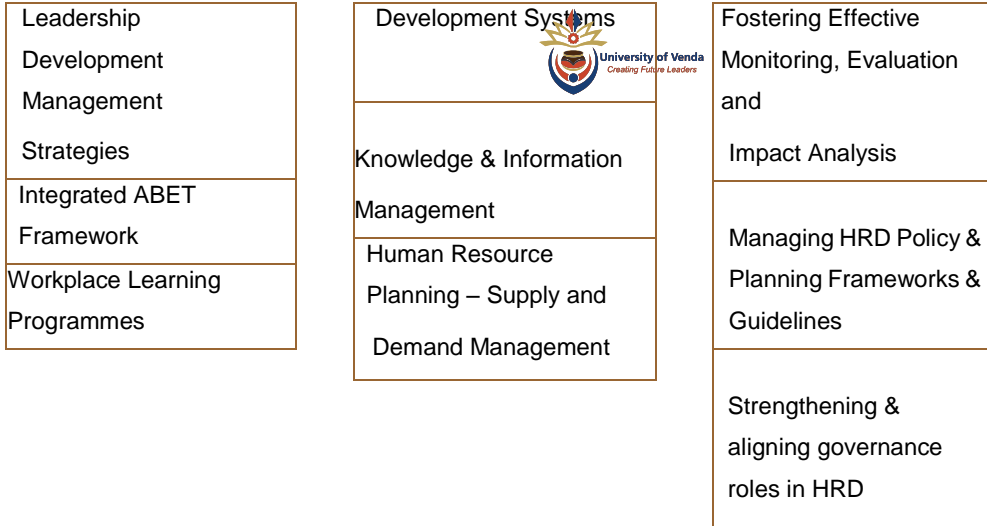 Leadership
Development
Management
Strategies
Integrated ABET
Framework
Workplace Learning
Programmes
Development Systems
University of Venda
Creating Future Leaders
Knowledge & Information
Management
Human Resource
Planning – Supply and
Demand Management
Fostering Effective
Monitoring, Evaluation
and
Impact Analysis
Managing HRD Policy &
Planning Frameworks &
Guidelines
Strengthening &
aligning governance
roles in HRD